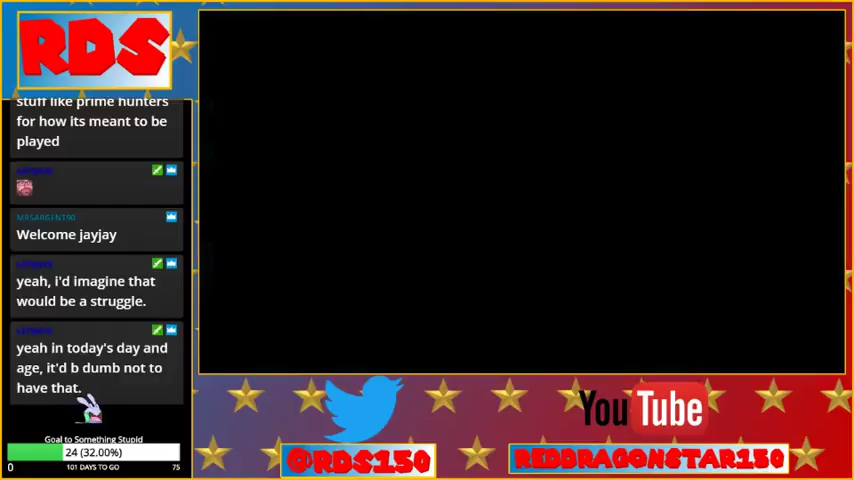 RDS
stuff like prime hunters
for how its meant to be
played
MRSARGENT90
Welcome jayjay
yeah, i'd imagine that
would be a struggle.
yeah in today's day and
age, it'd b dumb not to
have that.
Goal to Something Stupid
24 (32.00%)
0
101 DAYS TO GO
75
YouTube
@RDS150
REDDRAGONSTAR150